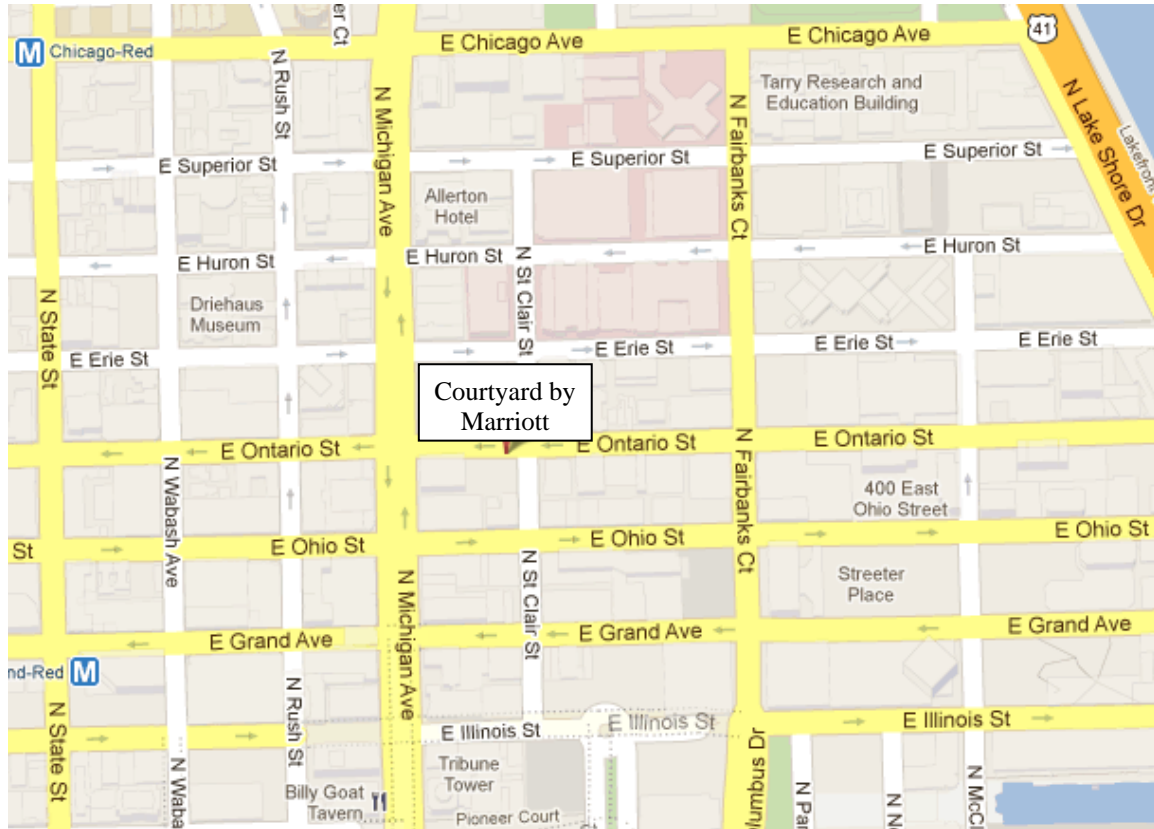 er Ct
Chicago-Red
M
E Chicago Ave
E Chicago Ave
41
N Rush St
N Michigan Ave
Tarry Research and
Education Building
N Fairbanks Ct
N Lake Shore Dr
E Superior St
E Superior St
E Superior St
Allerton
Hotel
E Huron St
E Huron St
E Huron St
N State St
Driehaus
Museum
N St Clair St
E Erie St
E Erie St
E Erie St
E Erie St
Courtyard by
Marriott
E Ontario St
E Ontario St
E Ontario St
N Wabash Ave
N Fairbanks Ct
400 East
Ohio Street
St
E Ohio St
E Ohio St
E Ohio St
N St Clair St
N Michigan Ave
Streeter
Place
E Grand Ave
E Grand Ave
E Grand Ave
nd-Red
M
N State St
N Rush St
E Illinois St
E Illinois St
E Illinois St
N Waba
Tribune
Tower
Billy Goat
Tavern
Pioneer Court
N Par
N McCl